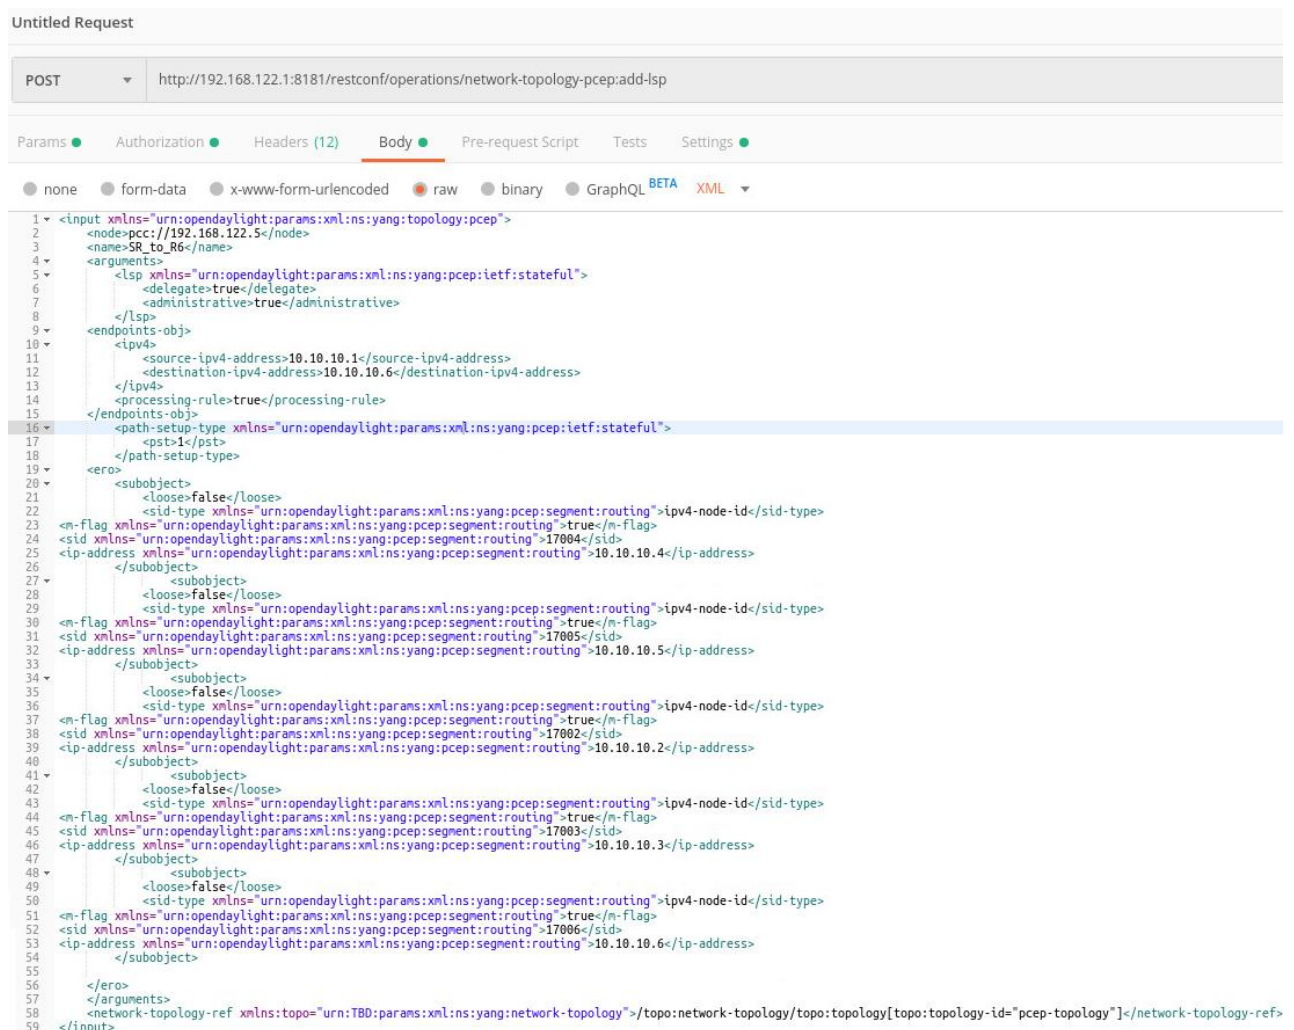 Untitled Request
POST http://192.168.122.1:8181/restconf/operations/network-topology-pcep:add-lsp
Params Authorization Headers (12) Body Pre-request Script Tests Settings
none form-data x-www-form-urlencoded raw binary GraphQL BETA XML
1 <input xmlns="urn:opendaylight:params:xml:ns:yang:topology:pcep">
2 <node>pcc://192.168.122.5</node>
3 <name>SR_to_R6</name>
4 <arguments>
5 <lsp xmlns="urn:opendaylight:params:xml:ns:yang:pcep:ietf:stateful">
6 <delegate>true</delegate>
7 <administrative>true</administrative>
8 </lsp>
9 <endpoints-obj>
10 <ipv4>
11 <source-ipv4-address>10.10.10.1</source-ipv4-address>
12 <destination-ipv4-address>10.10.10.6</destination-ipv4-address>
13 </ipv4>
14 <processing-rule>true</processing-rule>
15 </endpoints-obj>
16 <path-setup-type xmlns="urn:opendaylight:params:xml:ns:yang:pcep:ietf:stateful">
17 <pst>1</pst>
18 </path-setup-type>
19 <ero>
20 <subobject>
21 <loose>false</loose>
22 <sid-type xmlns="urn:opendaylight:params:xml:ns:yang:pcep:segment:routing">ipv4-node-id</sid-type>
23 <m-flag xmlns="urn:opendaylight:params:xml:ns:yang:pcep:segment:routing">true</m-flag>
24 <sid xmlns="urn:opendaylight:params:xml:ns:yang:pcep:segment:routing">17004</sid>
25 <ip-address xmlns="urn:opendaylight:params:xml:ns:yang:pcep:segment:routing">10.10.10.4</ip-address>
26 </subobject>
27 <subobject>
28 <loose>false</loose>
29 <sid-type xmlns="urn:opendaylight:params:xml:ns:yang:pcep:segment:routing">ipv4-node-id</sid-type>
30 <m-flag xmlns="urn:opendaylight:params:xml:ns:yang:pcep:segment:routing">true</m-flag>
31 <sid xmlns="urn:opendaylight:params:xml:ns:yang:pcep:segment:routing">17005</sid>
32 <ip-address xmlns="urn:opendaylight:params:xml:ns:yang:pcep:segment:routing">10.10.10.5</ip-address>
33 </subobject>
34 <subobject>
35 <loose>false</loose>
36 <sid-type xmlns="urn:opendaylight:params:xml:ns:yang:pcep:segment:routing">ipv4-node-id</sid-type>
37 <m-flag xmlns="urn:opendaylight:params:xml:ns:yang:pcep:segment:routing">true</m-flag>
38 <sid xmlns="urn:opendaylight:params:xml:ns:yang:pcep:segment:routing">17002</sid>
39 <ip-address xmlns="urn:opendaylight:params:xml:ns:yang:pcep:segment:routing">10.10.10.2</ip-address>
40 </subobject>
41 <subobject>
42 <loose>false</loose>
43 <sid-type xmlns="urn:opendaylight:params:xml:ns:yang:pcep:segment:routing">ipv4-node-id</sid-type>
44 <m-flag xmlns="urn:opendaylight:params:xml:ns:yang:pcep:segment:routing">true</m-flag>
45 <sid xmlns="urn:opendaylight:params:xml:ns:yang:pcep:segment:routing">17003</sid>
46 <ip-address xmlns="urn:opendaylight:params:xml:ns:yang:pcep:segment:routing">10.10.10.3</ip-address>
47 </subobject>
48 <subobject>
49 <loose>false</loose>
50 <sid-type xmlns="urn:opendaylight:params:xml:ns:yang:pcep:segment:routing">ipv4-node-id</sid-type>
51 <m-flag xmlns="urn:opendaylight:params:xml:ns:yang:pcep:segment:routing">true</m-flag>
52 <sid xmlns="urn:opendaylight:params:xml:ns:yang:pcep:segment:routing">17006</sid>
53 <ip-address xmlns="urn:opendaylight:params:xml:ns:yang:pcep:segment:routing">10.10.10.6</ip-address>
54 </subobject>
55
56 </ero>
57 </arguments>
58 <network-topology-ref xmlns:topo="urn:TBD:params:xml:ns:yang:network-topology">/topo:network-topology/topo:topology[topo:topology-id="pcep-topology"]</network-topology-ref>
59 </input>